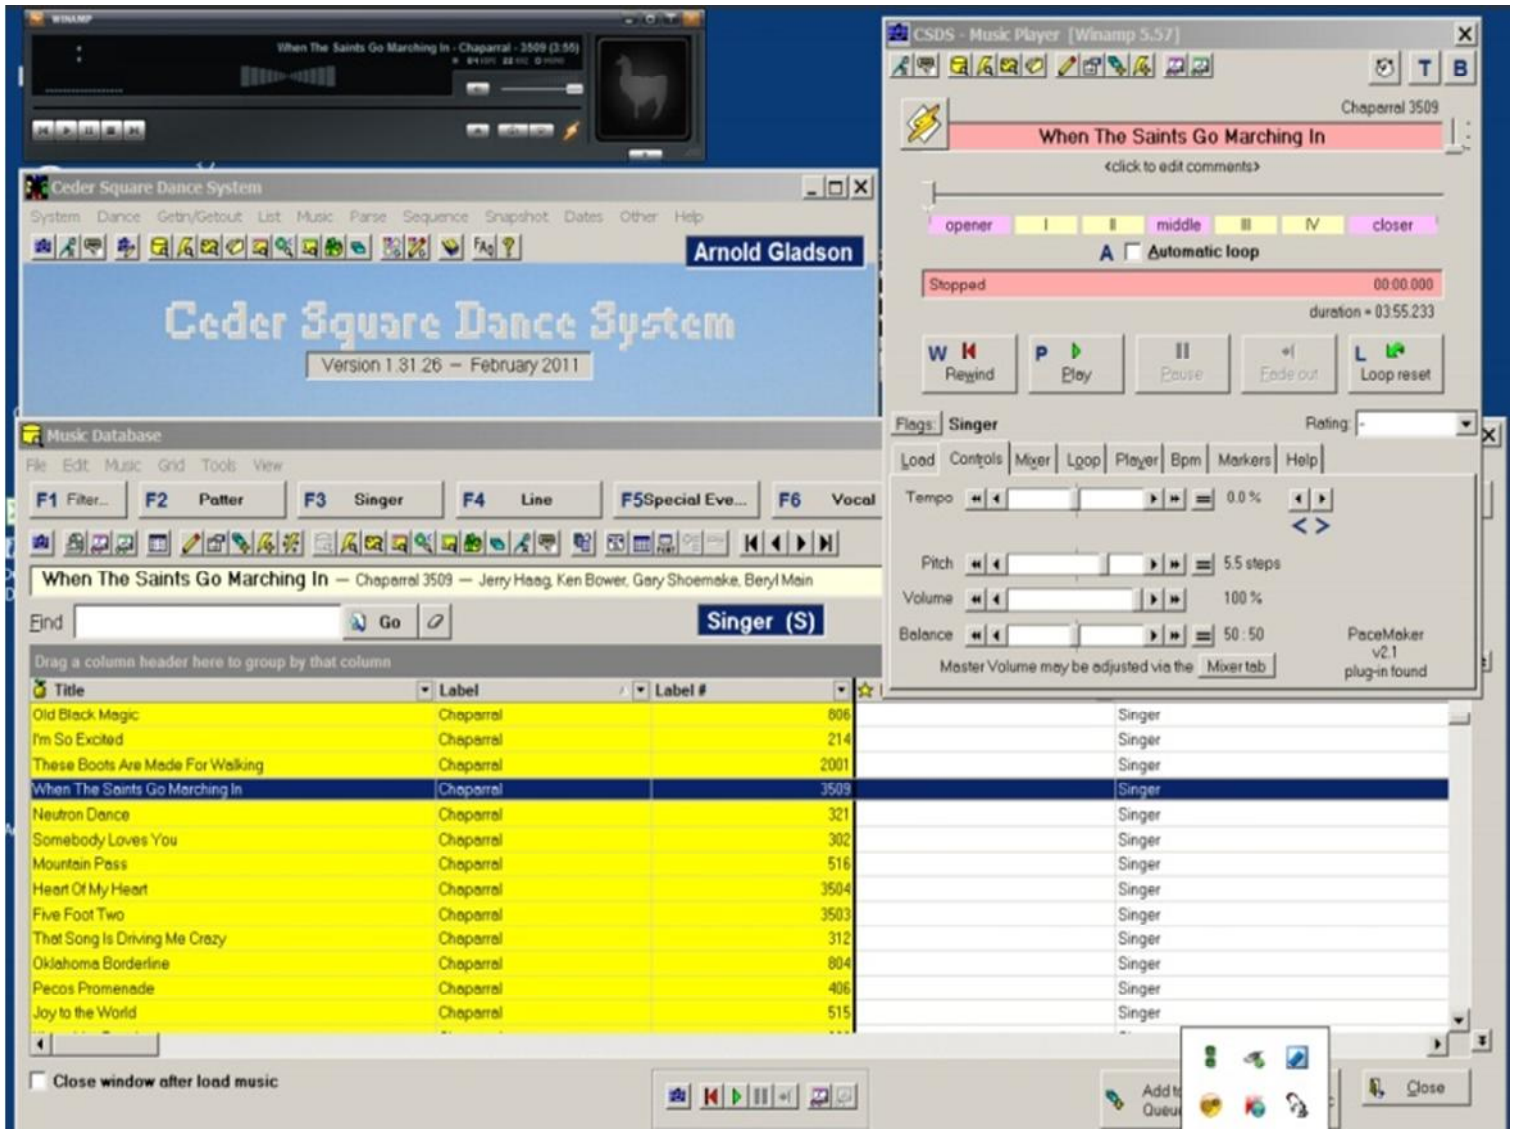 WINAMP
When The Saints Go Marching In - Chaparral - 3509 (3:55)
CSDS - Music Player [Winamp 5.57]
T B
Chaparral 3509
When The Saints Go Marching In
<click to edit comments>
opener I II middle III IV closer
A Automatic loop
Stopped 00:00.000
duration = 03:55.233
W Rewind P Play Pause Fade out L Loop reset
Flags: Singer Rating: -
Load Controls Mixer Loop Player Bpm Markers Help
Tempo 0.0 %
< >
Pitch 5.5 steps
Volume 100 %
Balance 50 : 50
PaceMaker
v2.1
plug-in found
Master Volume may be adjusted via the Mixer tab
Ceder Square Dance System
System Dance Getin/Getout List Music Parse Sequence Snapshot Dates Other Help
FAQ ?
Arnold Gladson
Ceder Square Dance System
Version 1.31.26 – February 2011
Music Database
File Edit Music Grid Tools View
F1 Filter... F2 Patter F3 Singer F4 Line F5 Special Eve... F6 Vocal
When The Saints Go Marching In – Chaparral 3509 – Jerry Haag, Ken Bower, Gary Shoemake, Beryl Main
Find Go Singer (S)
Drag a column header here to group by that column
Title Label Label #
Old Black Magic Chaparral 806 Singer
I'm So Excited Chaparral 214 Singer
These Boots Are Made For Walking Chaparral 2001 Singer
When The Saints Go Marching In Chaparral 3509 Singer
Neutron Dance Chaparral 321 Singer
Somebody Loves You Chaparral 302 Singer
Mountain Pass Chaparral 516 Singer
Heart Of My Heart Chaparral 3504 Singer
Five Foot Two Chaparral 3503 Singer
That Song Is Driving Me Crazy Chaparral 312 Singer
Oklahoma Borderline Chaparral 804 Singer
Pecos Promenade Chaparral 406 Singer
Joy to the World Chaparral 515 Singer
Close window after load music
Add to
Queue
Close